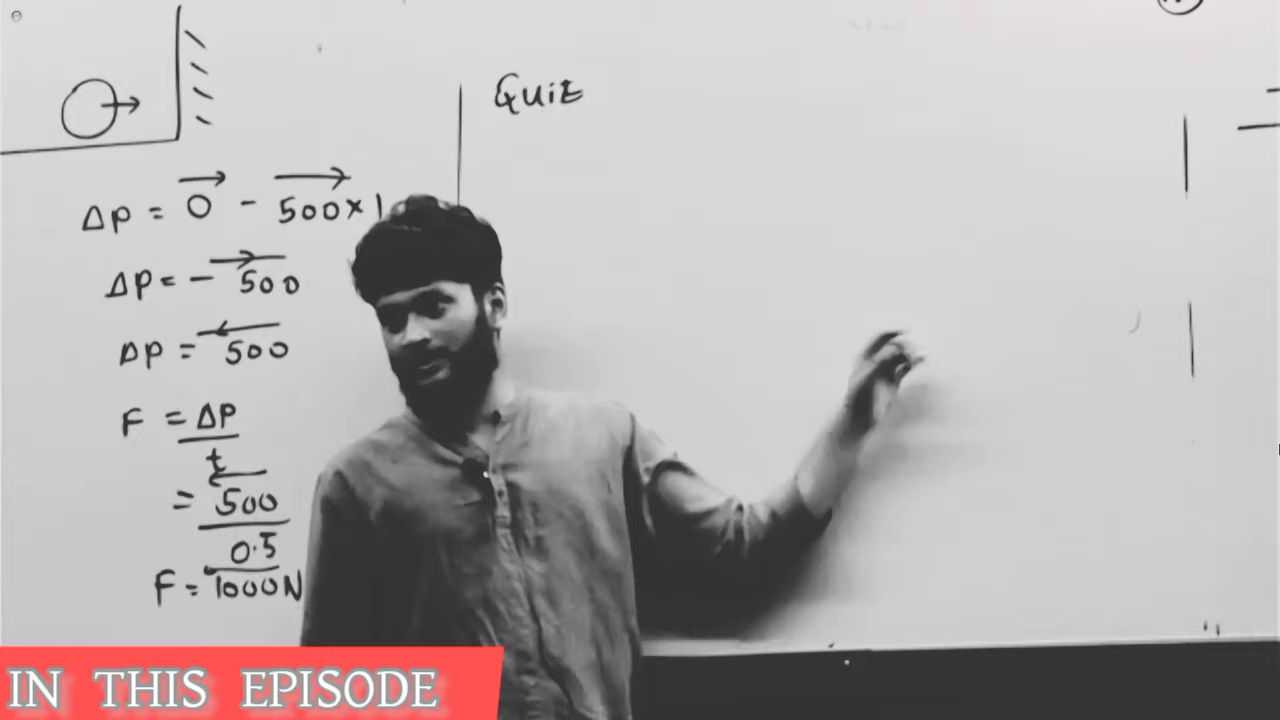 Quiz
Δp = 0 - 500×1
Δp = - 500
Δp = 500
F = Δp
t
= 500
0.5
F = 1000N
IN THIS EPISODE